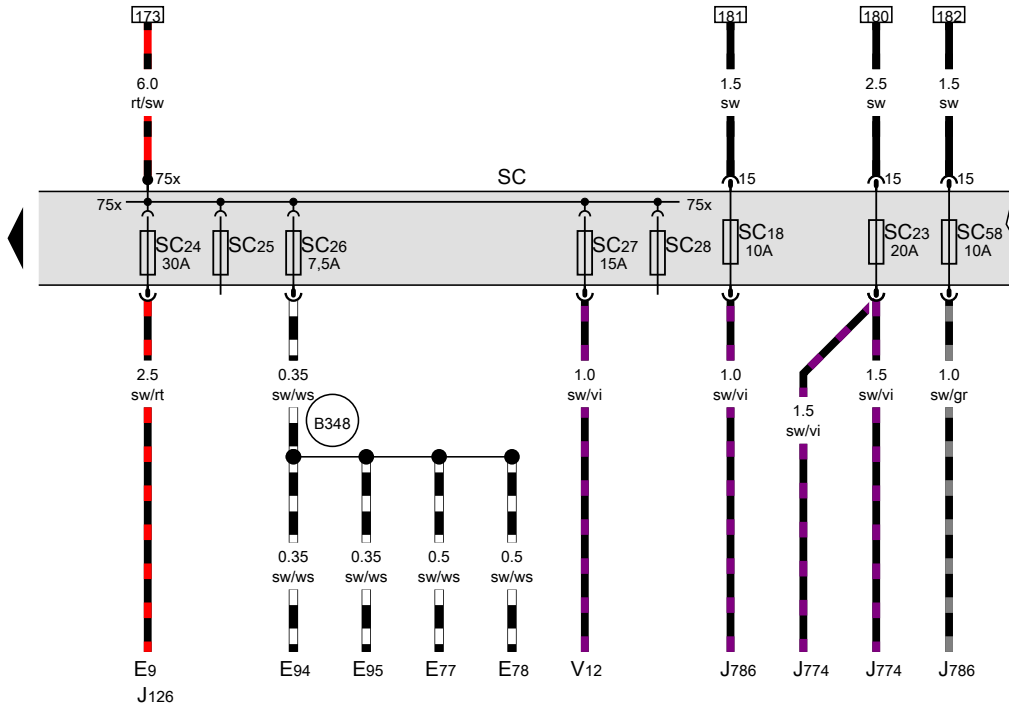 173 181 180 182
6.0 1.5 2.5 1.5
rt/sw sw sw sw
75x 15 15 15
SC
75x 75x
SC24 SC25 SC26 SC27 SC28 SC18 SC23 SC58
30A 7,5A 15A 10A 20A 10A
2.5 0.35 1.0 1.0 1.5 1.0
sw/rt sw/ws sw/vi sw/vi sw/vi sw/gr
1.5
sw/vi
B348
0.35 0.35 0.5 0.5
sw/ws sw/ws sw/ws sw/ws
E9 E94 E95 E77 E78 V12 J786 J774 J774 J786
J126